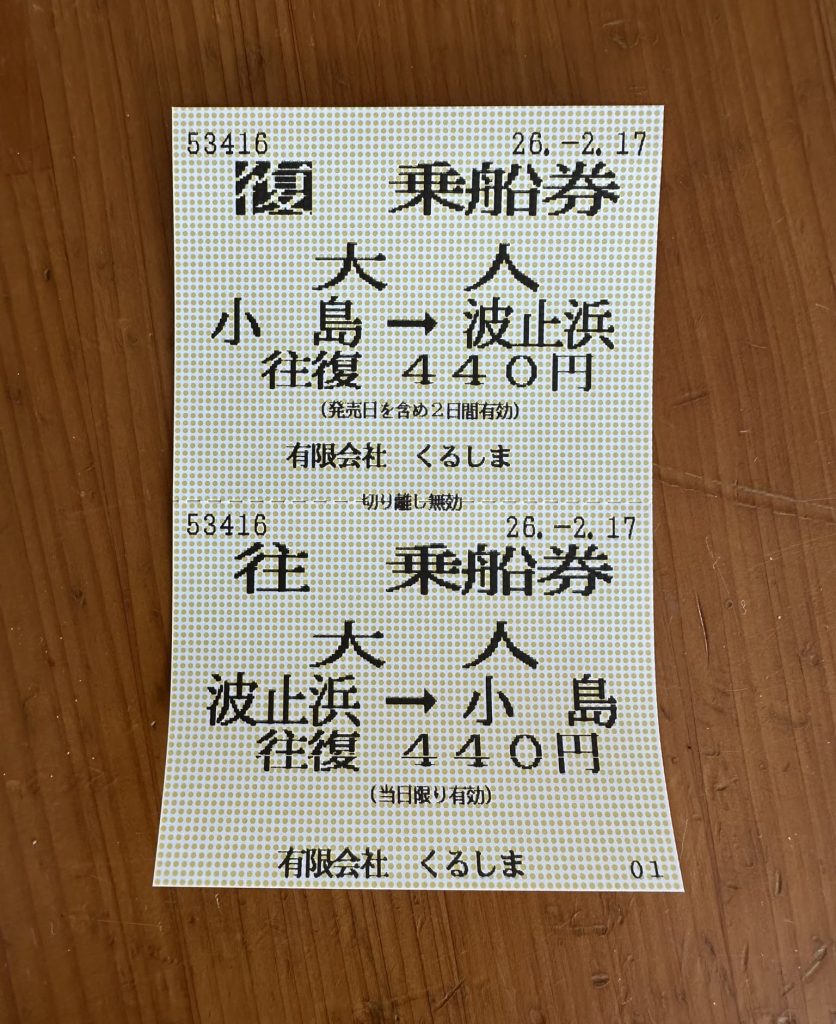 53416 26.-2.17
復 乗船券
大 人
小 島→波止浜
往復 440円
(発売日を含め2日間有効)
有限会社 くるしま
切り離し無効
53416 26.-2.17
往 乗船券
大 人
波止浜→小 島
往復 440円
(当日限り有効)
有限会社 くるしま 01